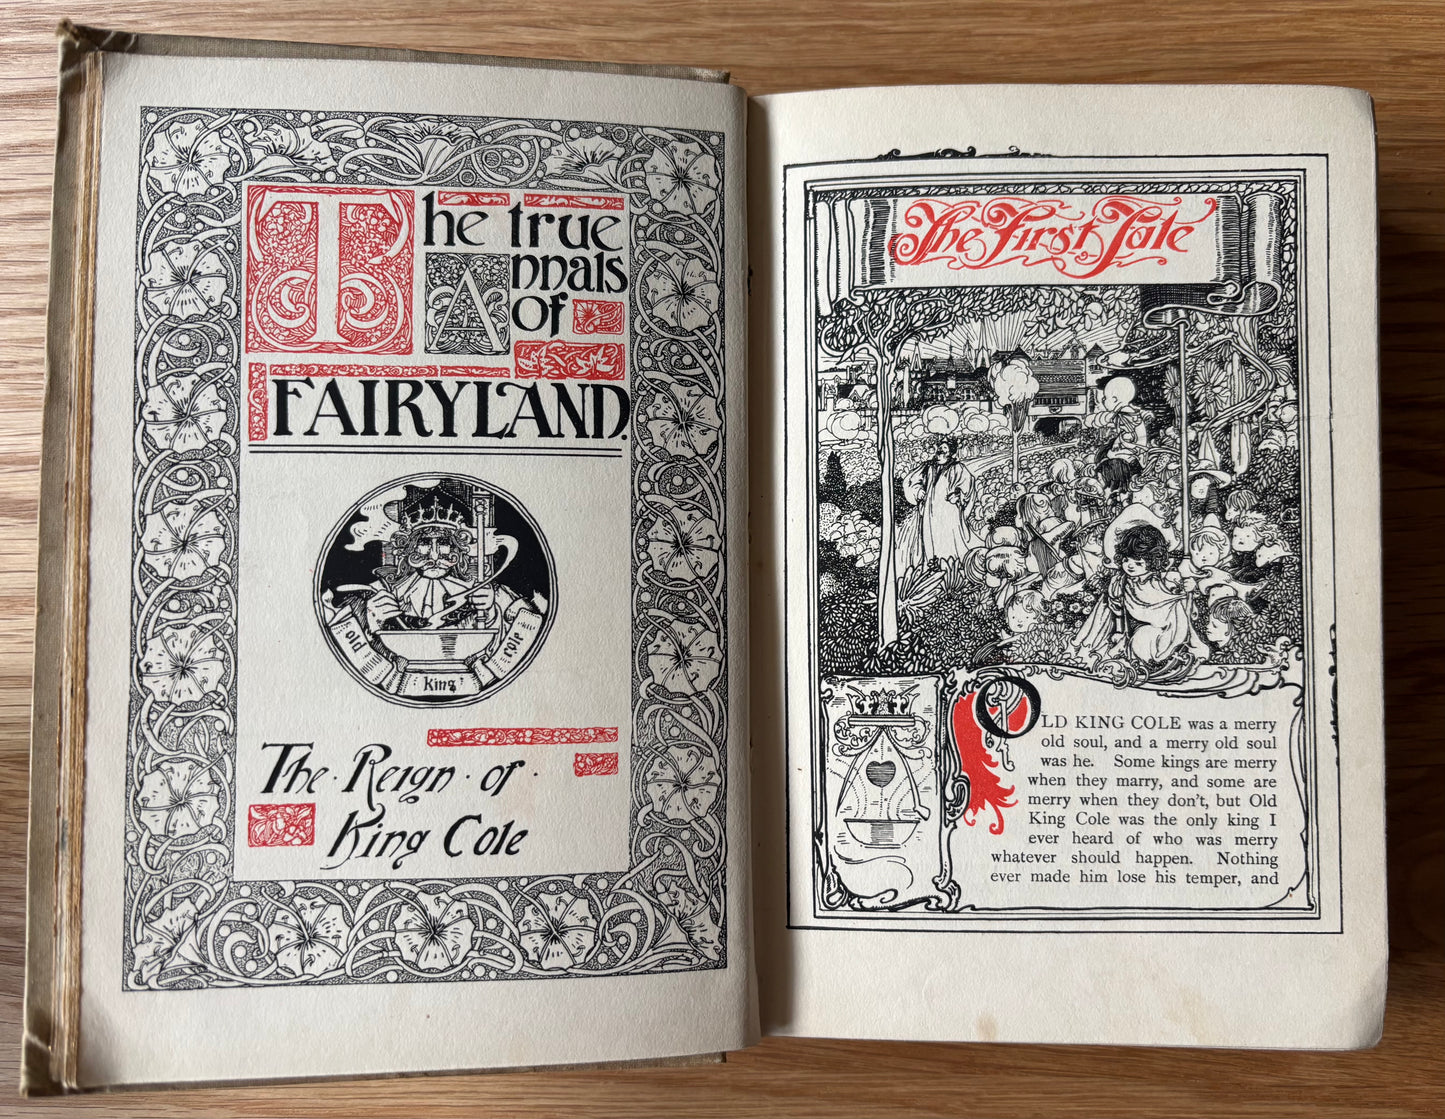 The true
Annals
of
FAIRYLAND.
old king cole
The · Reign · of ·
King Cole
The First Tale
OLD KING COLE was a merry
old soul, and a merry old soul
was he. Some kings are merry
when they marry, and some are
merry when they don't, but Old
King Cole was the only king I
ever heard of who was merry
whatever should happen. Nothing
ever made him lose his temper, and